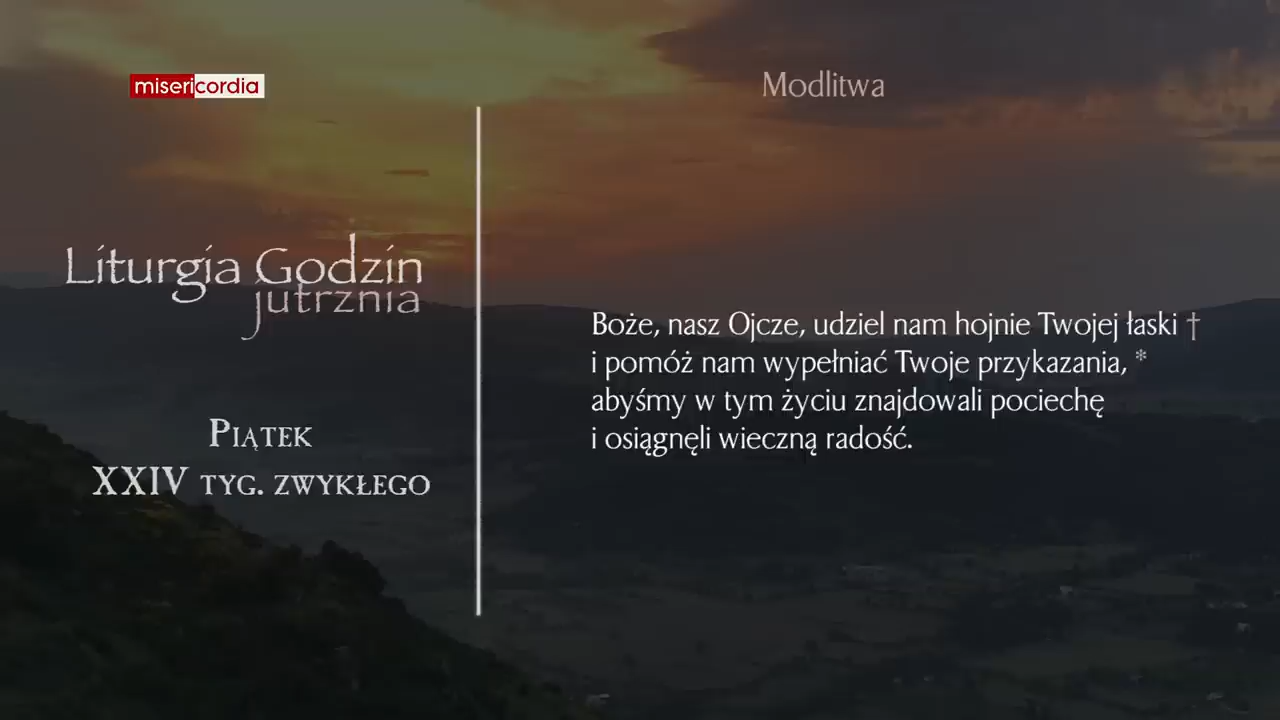 misericordia
Liturgia Godzin
jutrznia
Piątek
XXIV tyg. zwykłego
Modlitwa
Boże, nasz Ojcze, udziel nam hojnie Twojej łaski †
i pomóż nam wypełniać Twoje przykazania, *
abyśmy w tym życiu znajdowali pociechę
i osiągnęli wieczną radość.